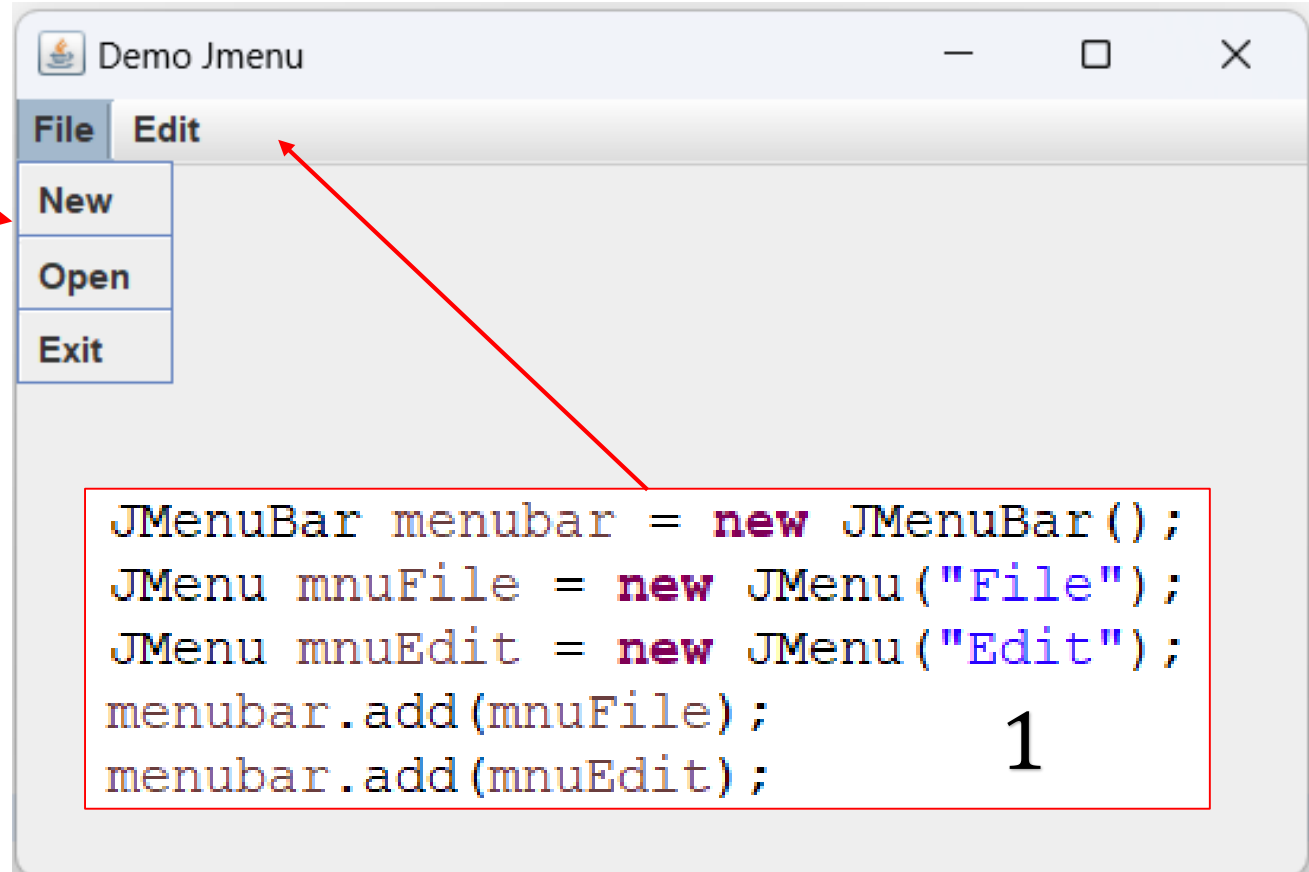 Demo Jmenu
File Edit
New
Open
Exit
JMenuBar menubar = new JMenuBar();
JMenu mnuFile = new JMenu("File");
JMenu mnuEdit = new JMenu("Edit");
menubar.add(mnuFile);
menubar.add(mnuEdit);
1